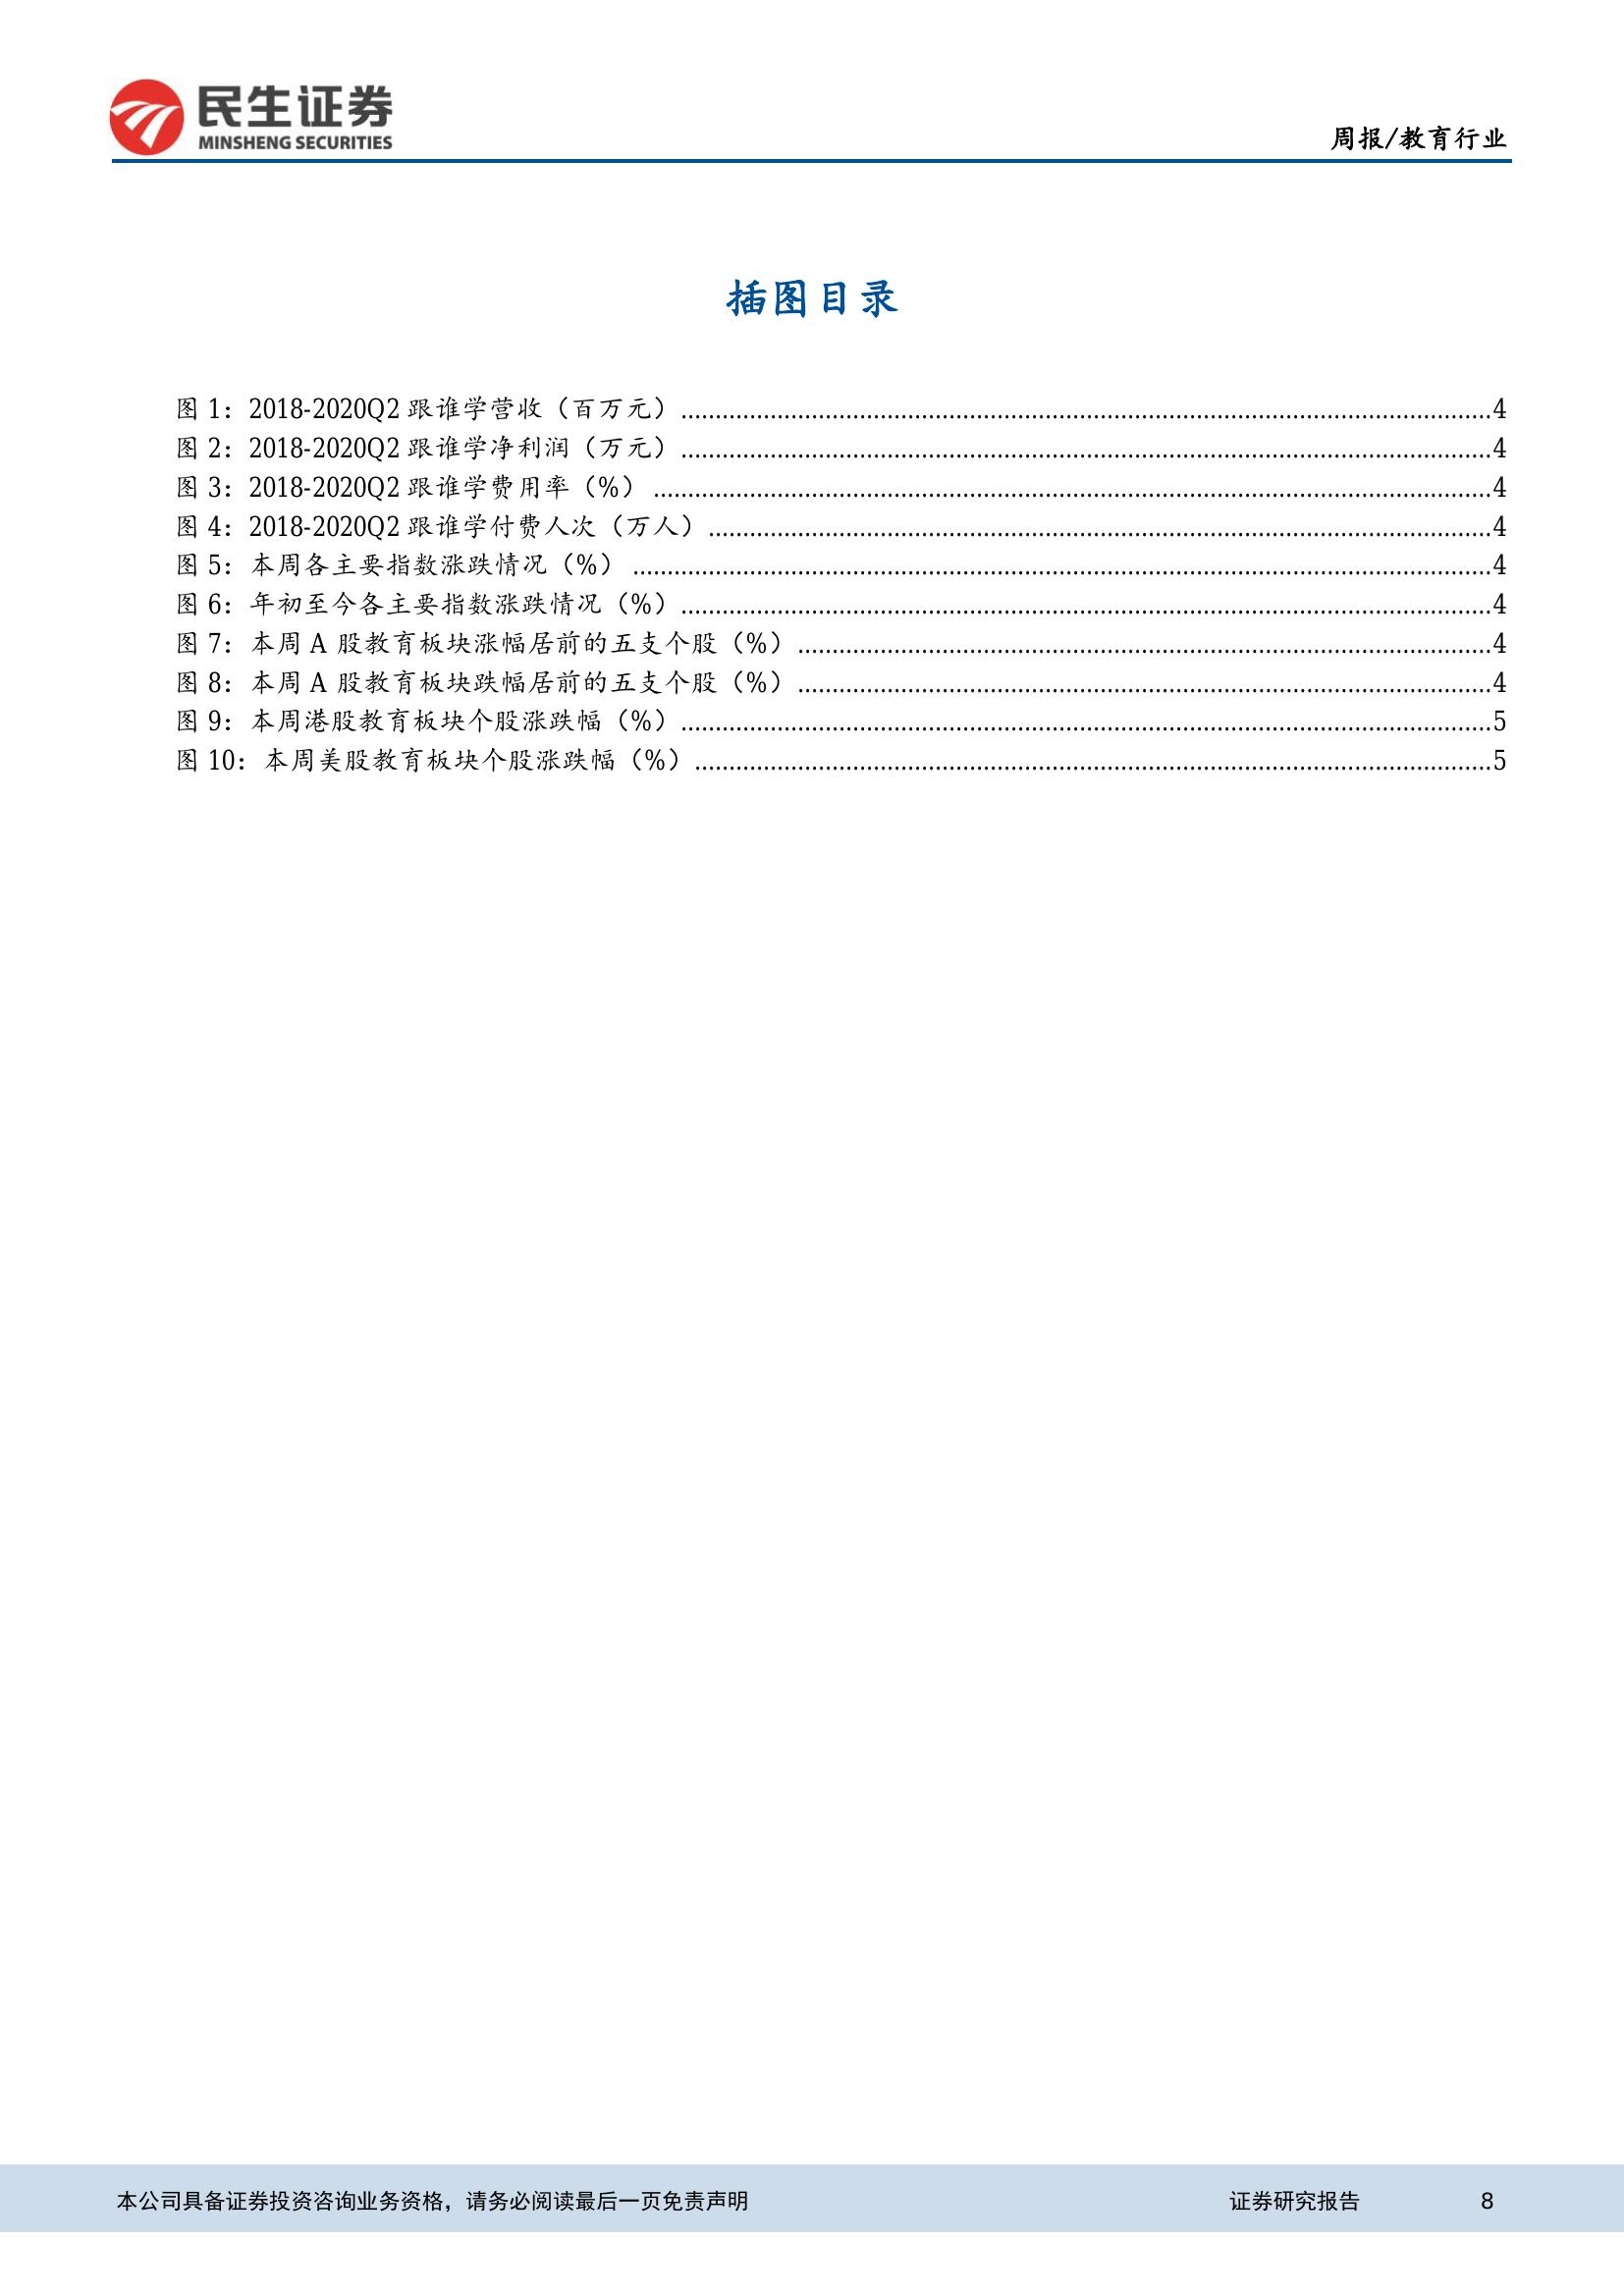 民生证券
MINSHENG SECURITIES
周报/教育行业
插图目录
图 1：2018-2020Q2 跟谁学营收（百万元）...4
图 2：2018-2020Q2 跟谁学净利润（万元）...4
图 3：2018-2020Q2 跟谁学费用率（%）...4
图 4：2018-2020Q2 跟谁学付费人次（万人）...4
图 5：本周各主要指数涨跌情况（%）...4
图 6：年初至今各主要指数涨跌情况（%）...4
图 7：本周 A 股教育板块涨幅居前的五支个股（%）...4
图 8：本周 A 股教育板块跌幅居前的五支个股（%）...4
图 9：本周港股教育板块个股涨跌幅（%）...5
图 10：本周美股教育板块个股涨跌幅（%）...5
本公司具备证券投资咨询业务资格，请务必阅读最后一页免责声明 证券研究报告 8